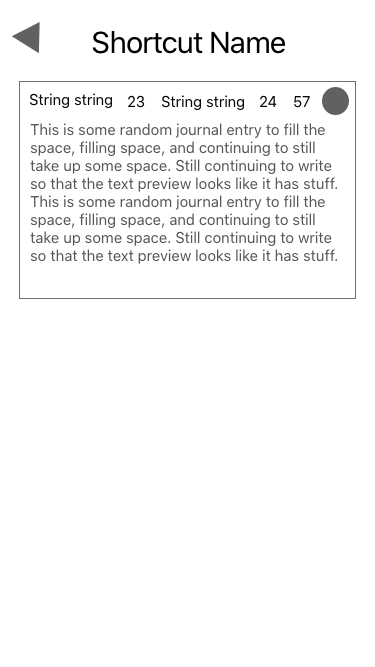 Shortcut Name
String string 23 String string 24 57
This is some random journal entry to fill the
space, filling space, and continuing to still
take up some space. Still continuing to write
so that the text preview looks like it has stuff.
This is some random journal entry to fill the
space, filling space, and continuing to still
take up some space. Still continuing to write
so that the text preview looks like it has stuff.